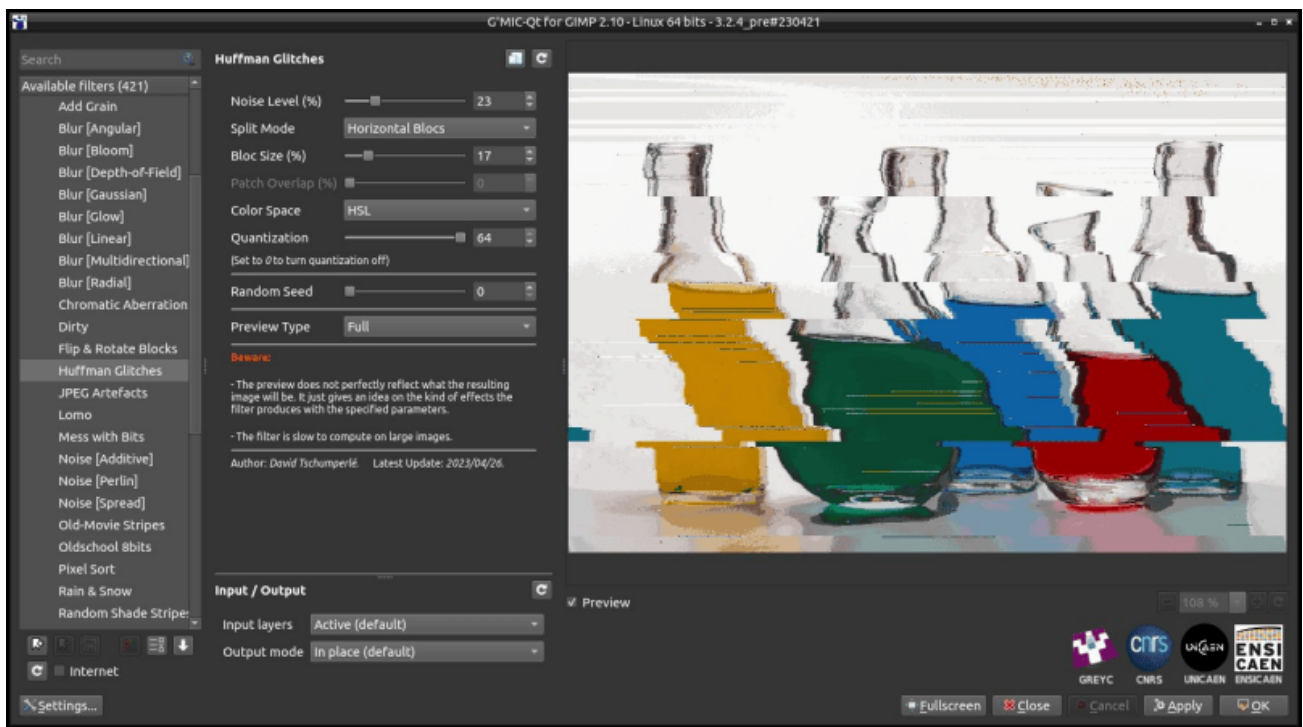 G'MIC-Qt for GIMP 2.10 - Linux 64 bits - 3.2.4_pre#230421
Search
Available filters (421)
Add Grain
Blur [Angular]
Blur [Bloom]
Blur [Depth-of-Field]
Blur [Gaussian]
Blur [Glow]
Blur [Linear]
Blur [Multidirectional]
Blur [Radial]
Chromatic Aberration
Dirty
Flip & Rotate Blocks
Huffman Glitches
JPEG Artefacts
Lomo
Mess with Bits
Noise [Additive]
Noise [Perlin]
Noise [Spread]
Old-Movie Stripes
Oldschool 8bits
Pixel Sort
Rain & Snow
Random Shade Stripes
Internet
Settings...
Huffman Glitches
Noise Level (%) 23
Split Mode Horizontal Blocs
Bloc Size (%) 17
Patch Overlap (%) 0
Color Space HSL
Quantization 64
(Set to 0 to turn quantization off)
Random Seed 0
Preview Type Full
Beware:
- The preview does not perfectly reflect what the resulting
image will be. It just gives an idea on the kind of effects the
filter produces with the specified parameters.
- The filter is slow to compute on large images.
Author: David Tschumperlé. Latest Update: 2023/04/26.
Input / Output
Input layers Active (default)
Output mode In place (default)
Preview
108 %
GREYC
cnrs
CNRS
UNICAEN
UNICAEN
ENSI
CAEN
ENSICAEN
Fullscreen
Close
Cancel
Apply
OK